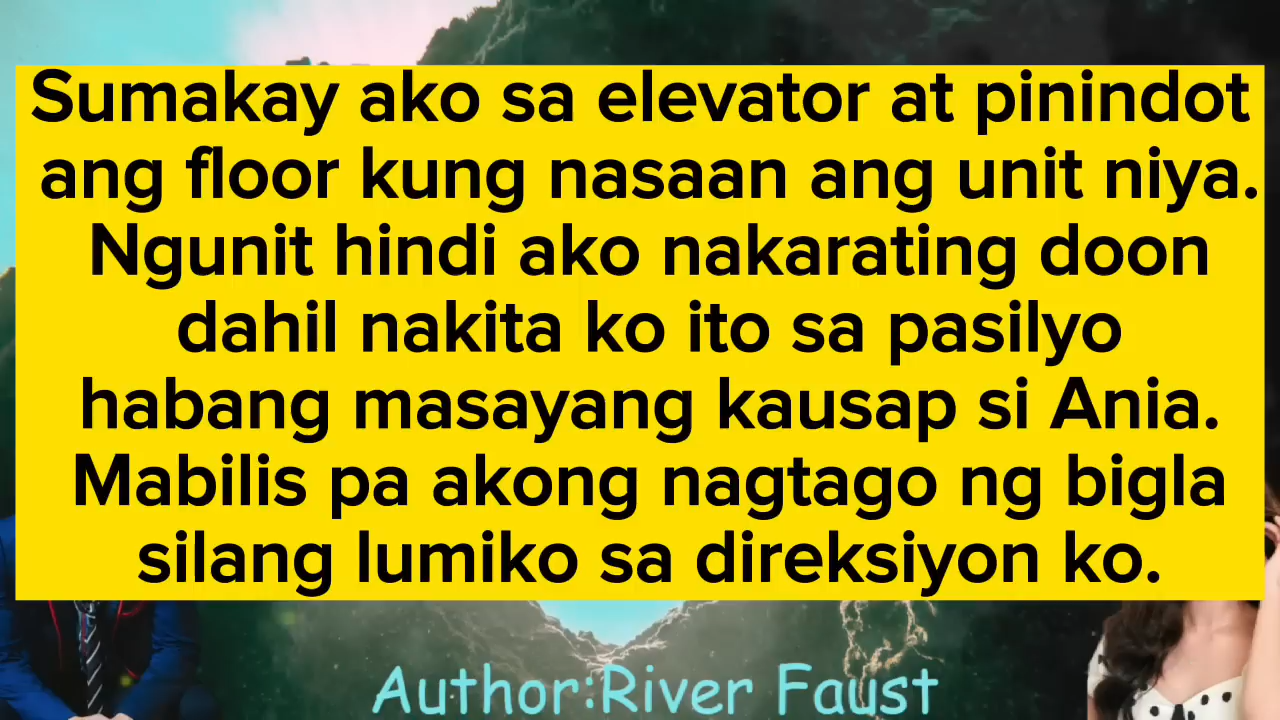 Sumakay ako sa elevator at pinindot
ang floor kung nasaan ang unit niya.
Ngunit hindi ako nakarating doon
dahil nakita ko ito sa pasilyo
habang masayang kausap si Ania.
Mabilis pa akong nagtago ng bigla
silang lumiko sa direksiyon ko.
Author:River Faust